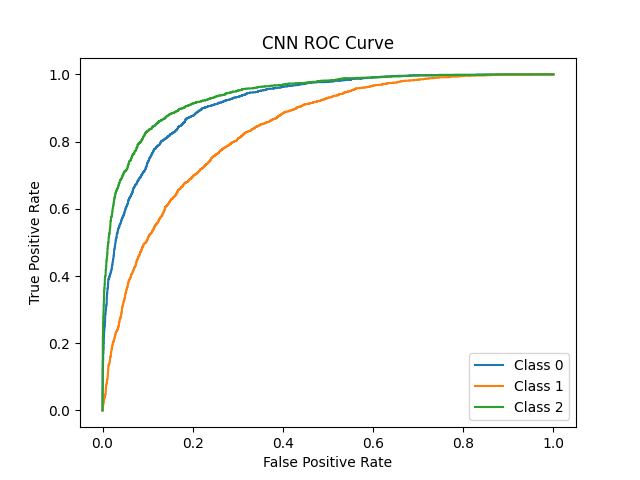 CNN ROC Curve
True Positive Rate
1.0
0.8
0.6
0.4
0.2
0.0
0.0 0.2 0.4 0.6 0.8 1.0
False Positive Rate
Class 0
Class 1
Class 2